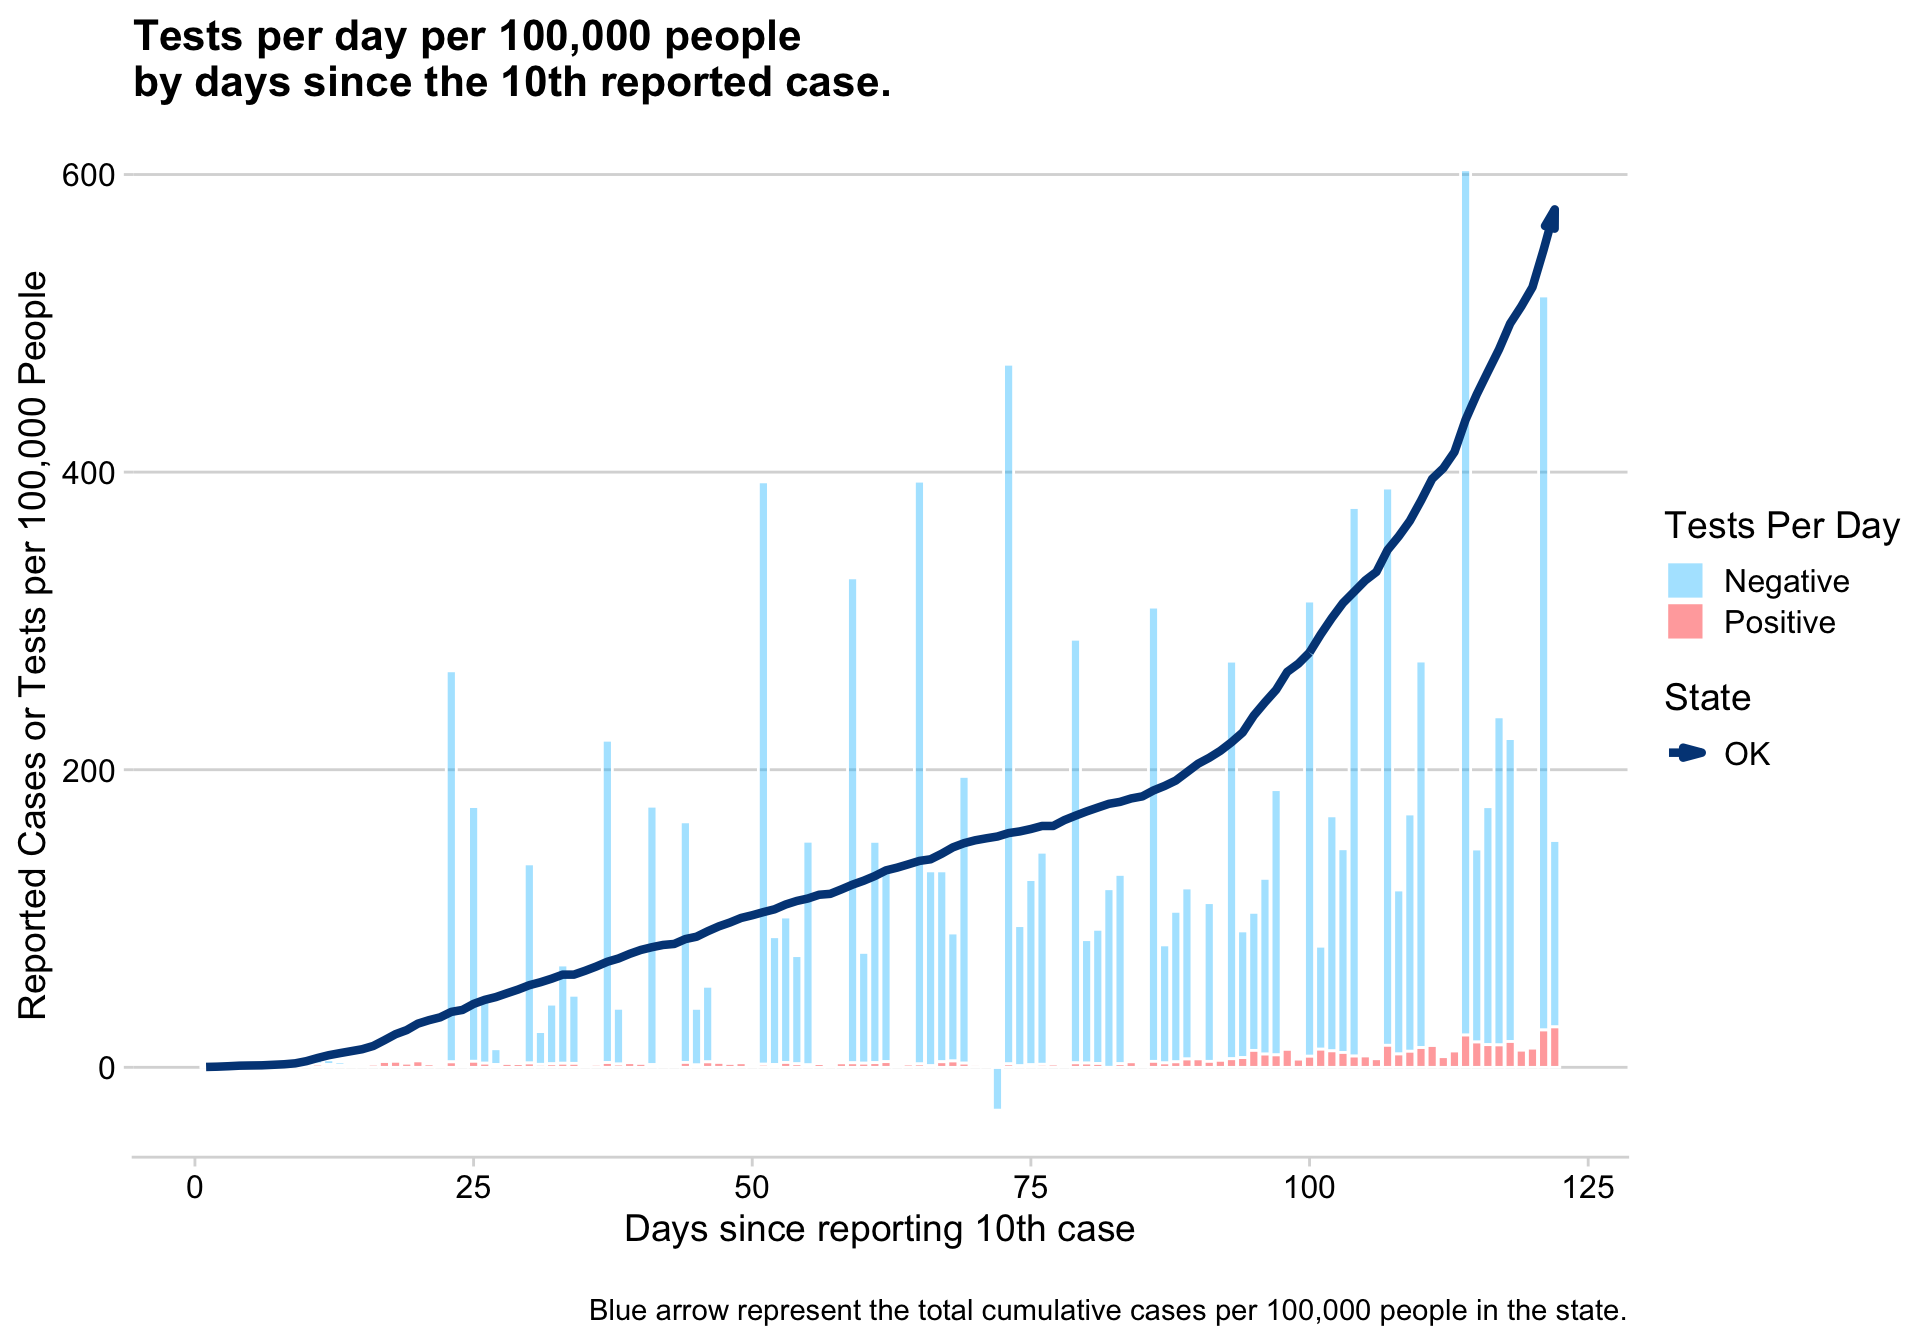 Tests per day per 100,000 people
by days since the 10th reported case.
Reported Cases or Tests per 100,000 People
600
400
200
0
0
25
50
75
100
125
Days since reporting 10th case
Tests Per Day
Negative
Positive
State
OK
Blue arrow represent the total cumulative cases per 100,000 people in the state.